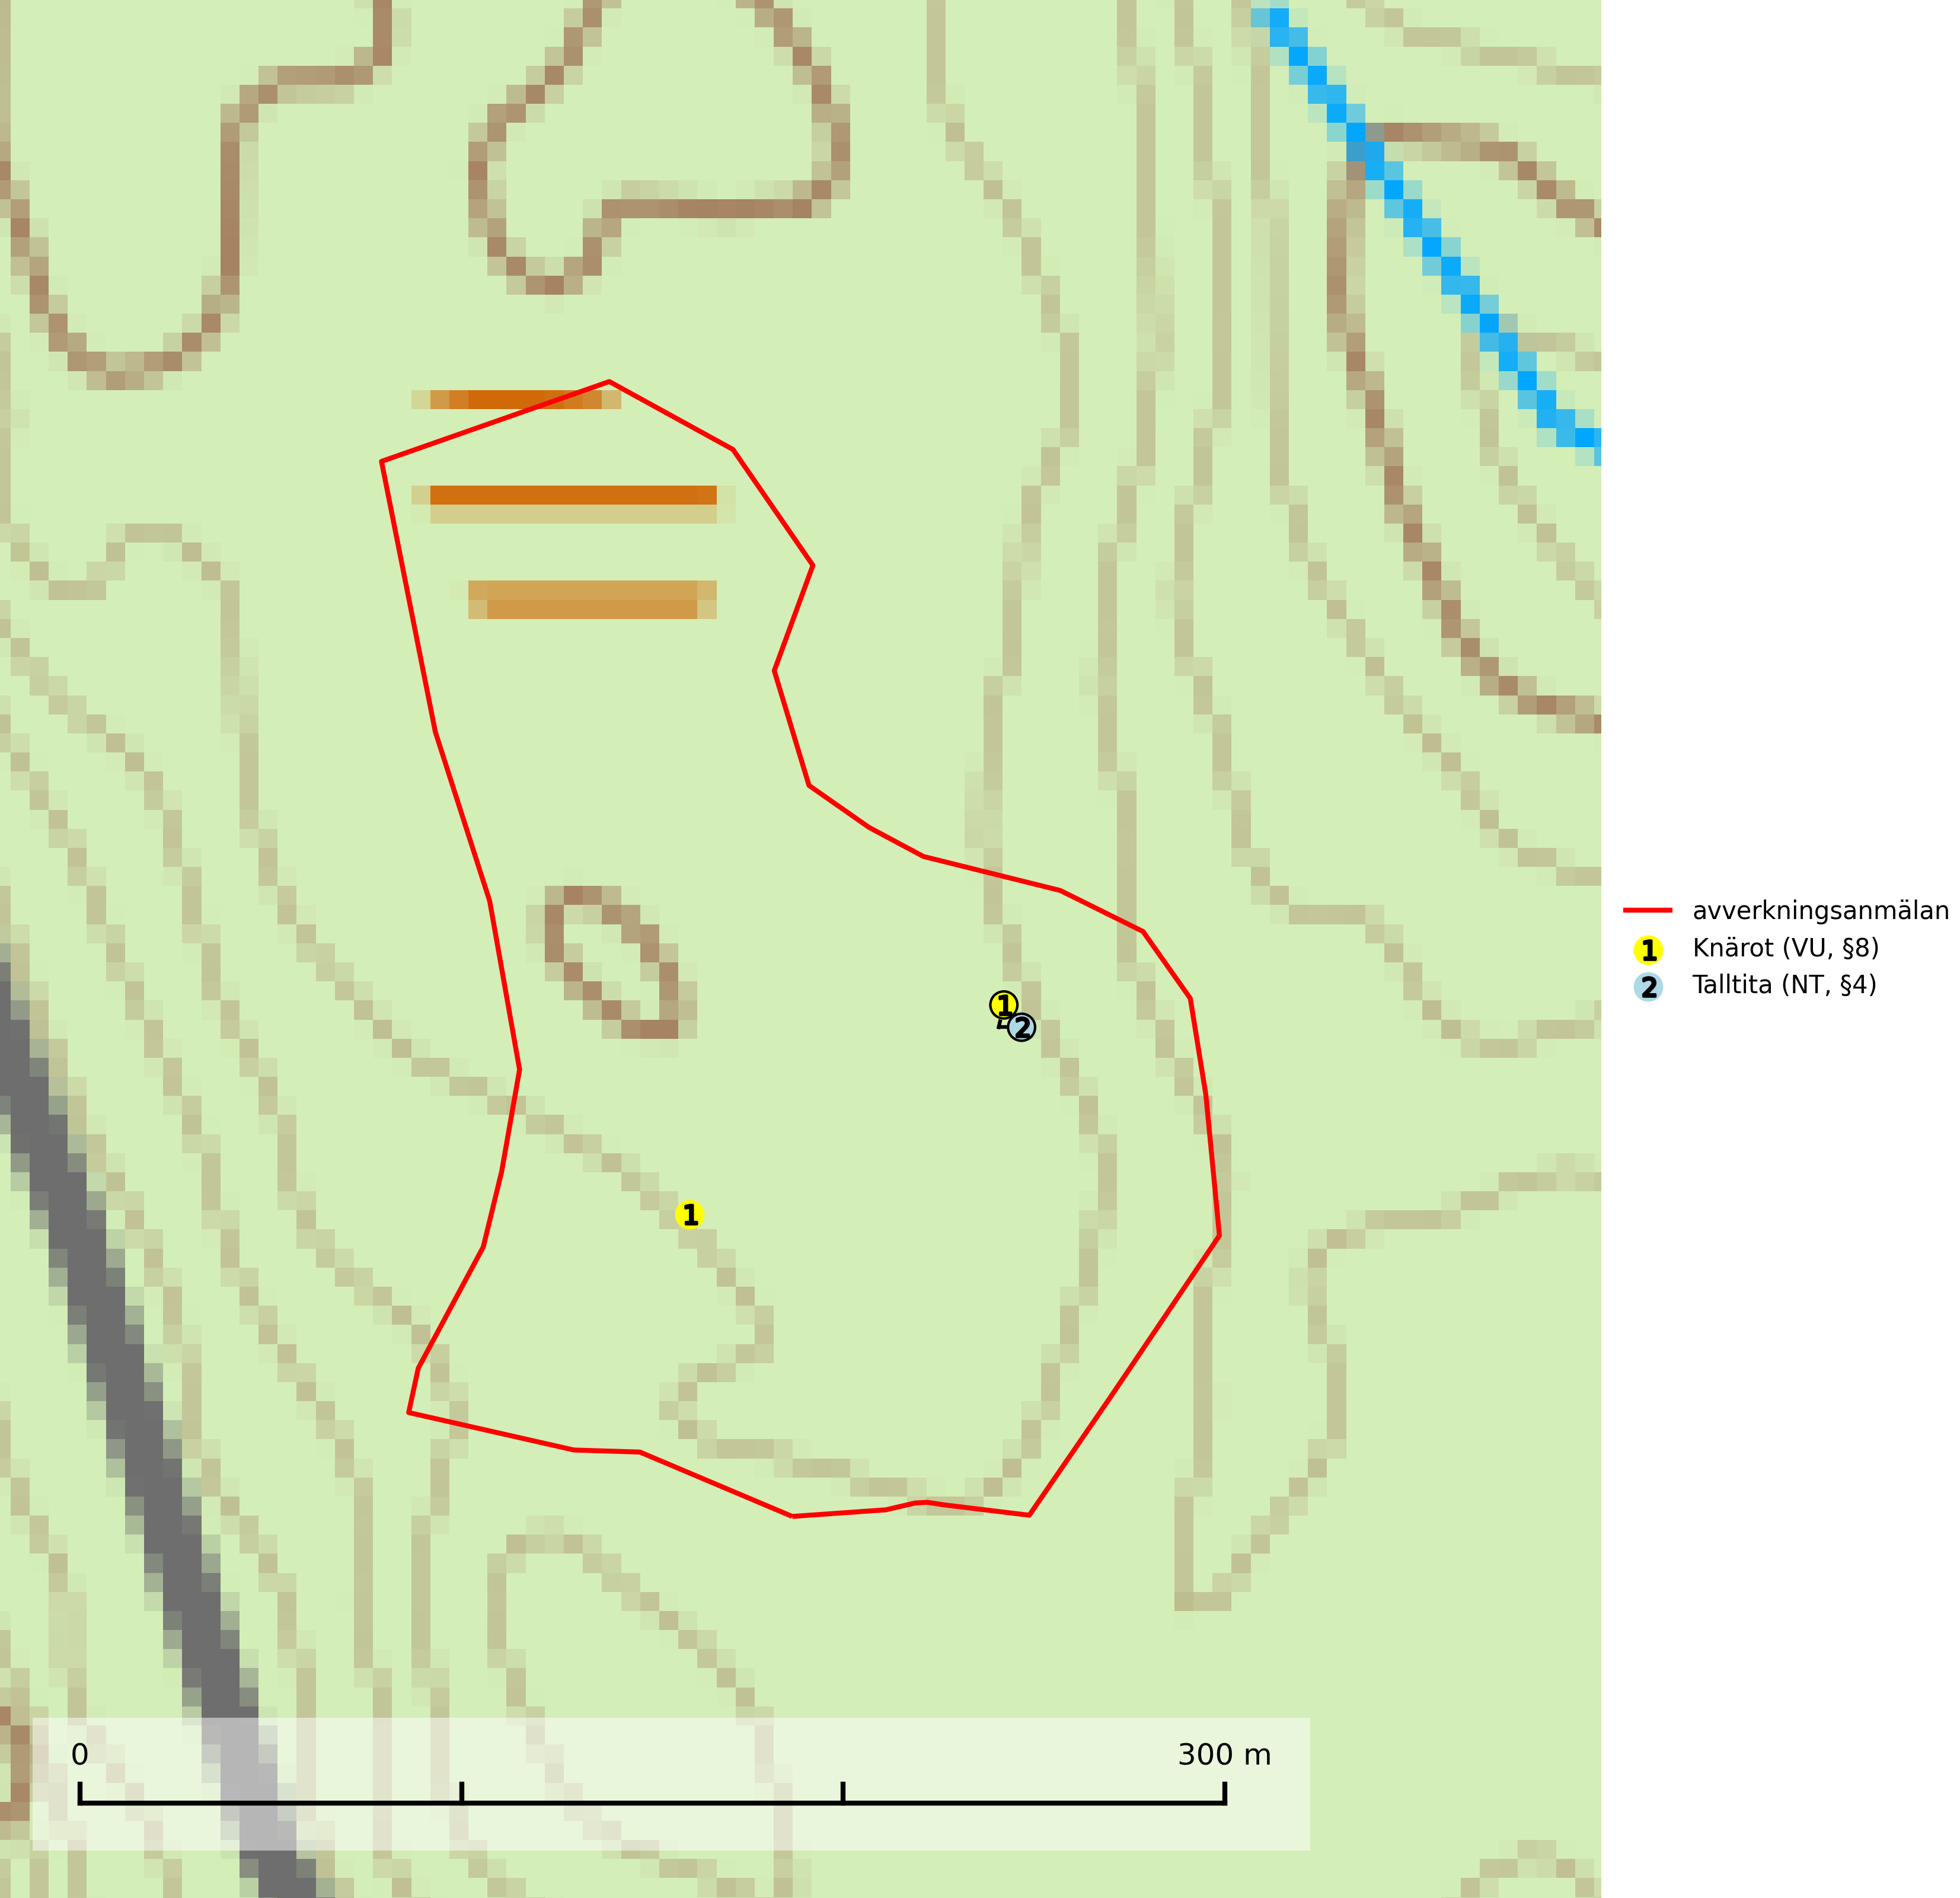 avverkningsanmälan
1 Knärot (VU, §8)
2 Talltita (NT, §4)
1
2
1
0 300 m